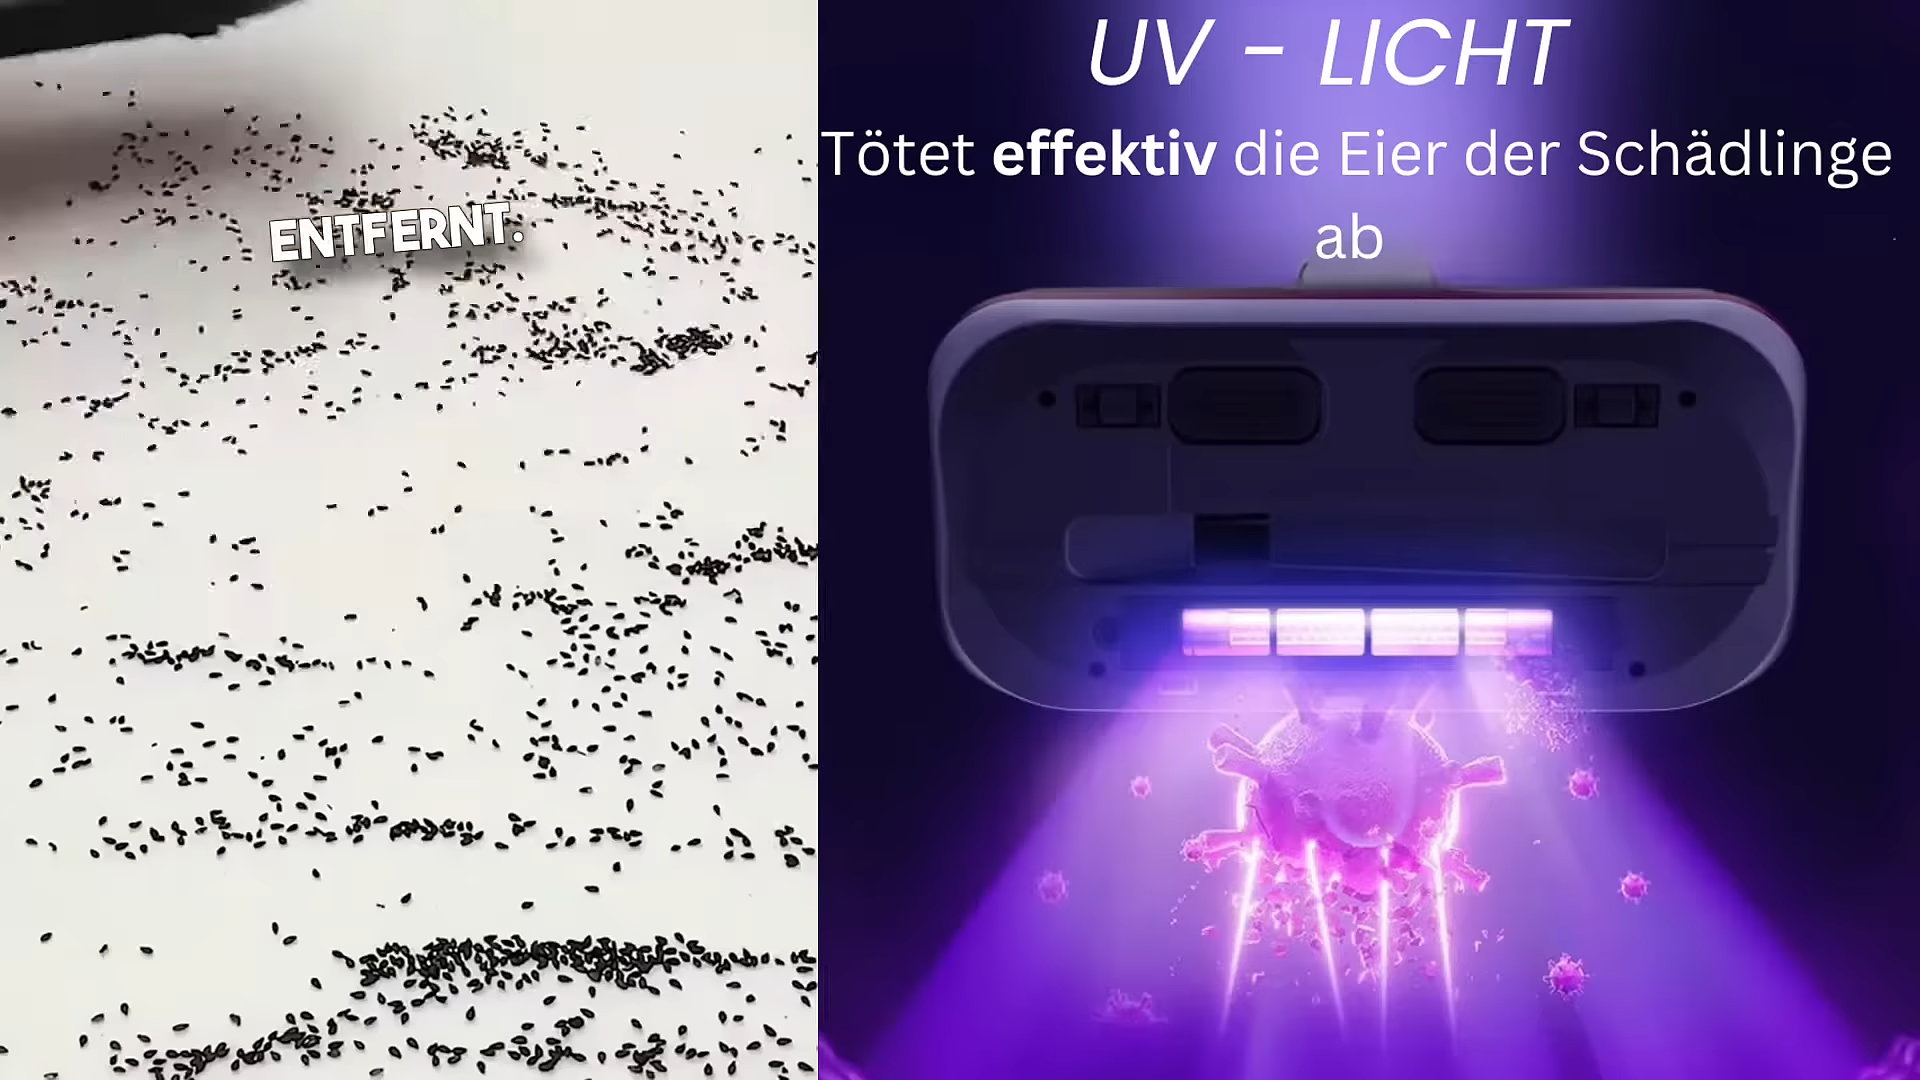 ENTFERNT.
UV - LICHT
Tötet effektiv die Eier der Schädlinge
ab